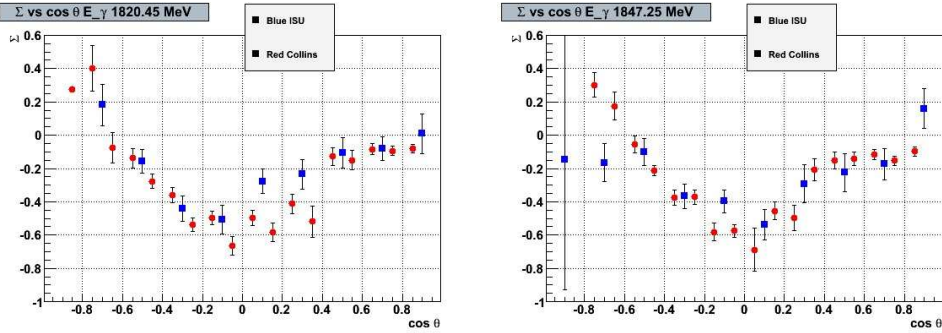 Σ vs cos θ E_γ 1820.45 MeV
Blue ISU
Red Collins
Σ
0.6
0.4
0.2
0
-0.2
-0.4
-0.6
-0.8
-1
-0.8 -0.6 -0.4 -0.2 0 0.2 0.4 0.6 0.8
cos θ
Σ vs cos θ E_γ 1847.25 MeV
Blue ISU
Red Collins
Σ
0.6
0.4
0.2
0
-0.2
-0.4
-0.6
-0.8
-1
-0.8 -0.6 -0.4 -0.2 0 0.2 0.4 0.6 0.8
cos θ